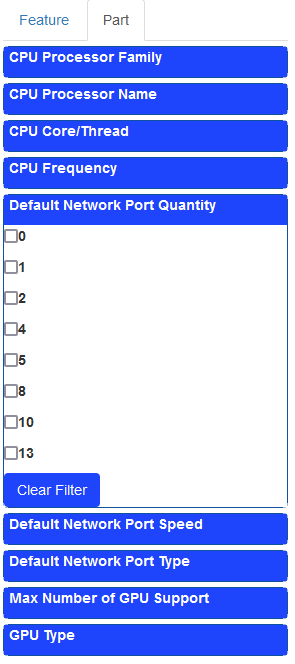 Feature Part
CPU Processor Family
CPU Processor Name
CPU Core/Thread
CPU Frequency
Default Network Port Quantity
0
1
2
4
5
8
10
13
Clear Filter
Default Network Port Speed
Default Network Port Type
Max Number of GPU Support
GPU Type